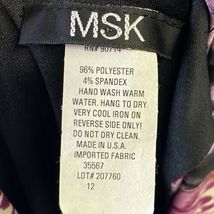 MSK
RN# 90714
96% POLYESTER
4% SPANDEX
HAND WASH WARM
WATER. HANG TO DRY.
VERY COOL IRON ON
REVERSE SIDE ONLY!
DO NOT DRY CLEAN.
MADE IN U.S.A.
IMPORTED FABRIC
35567
LOT# 207760
12